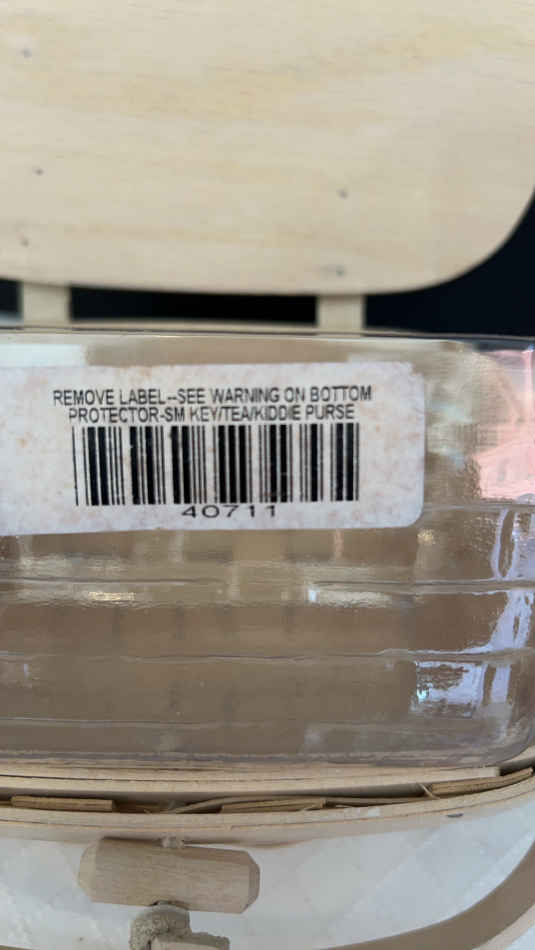 REMOVE LABEL--SEE WARNING ON BOTTOM
PROTECTOR-SM KEY/TEA/KIDDIE PURSE
40711